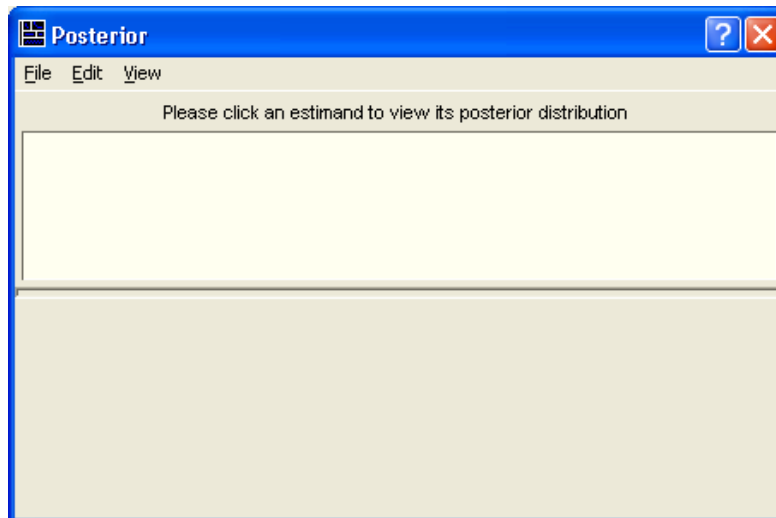 Posterior
File Edit View
Please click an estimand to view its posterior distribution